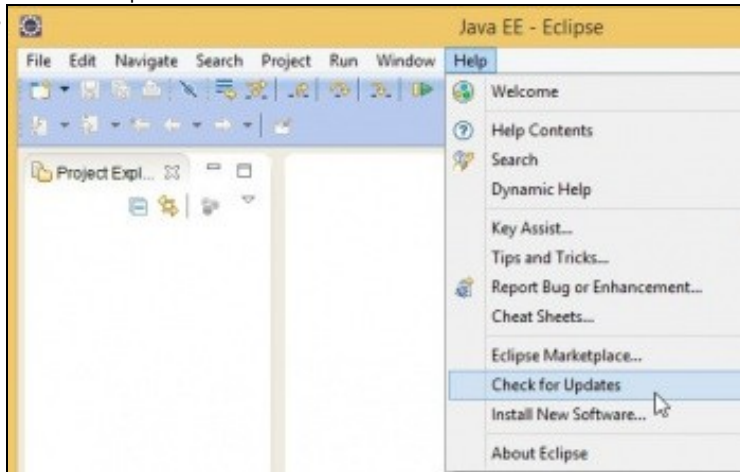 Java EE - Eclipse
File Edit Navigate Search Project Run Window Help
Welcome
Help Contents
Project Expl...
Search
Dynamic Help
Key Assist...
Tips and Tricks...
Report Bug or Enhancement...
Cheat Sheets...
Eclipse Marketplace...
Check for Updates
Install New Software...
About Eclipse